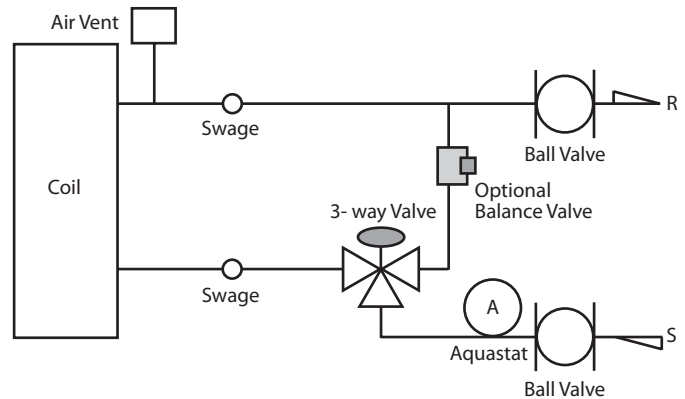 Air Vent
R
Swage
Ball Valve
Coil
Optional
Balance Valve
3- way Valve
Swage
A
S
Aquastat
Ball Valve